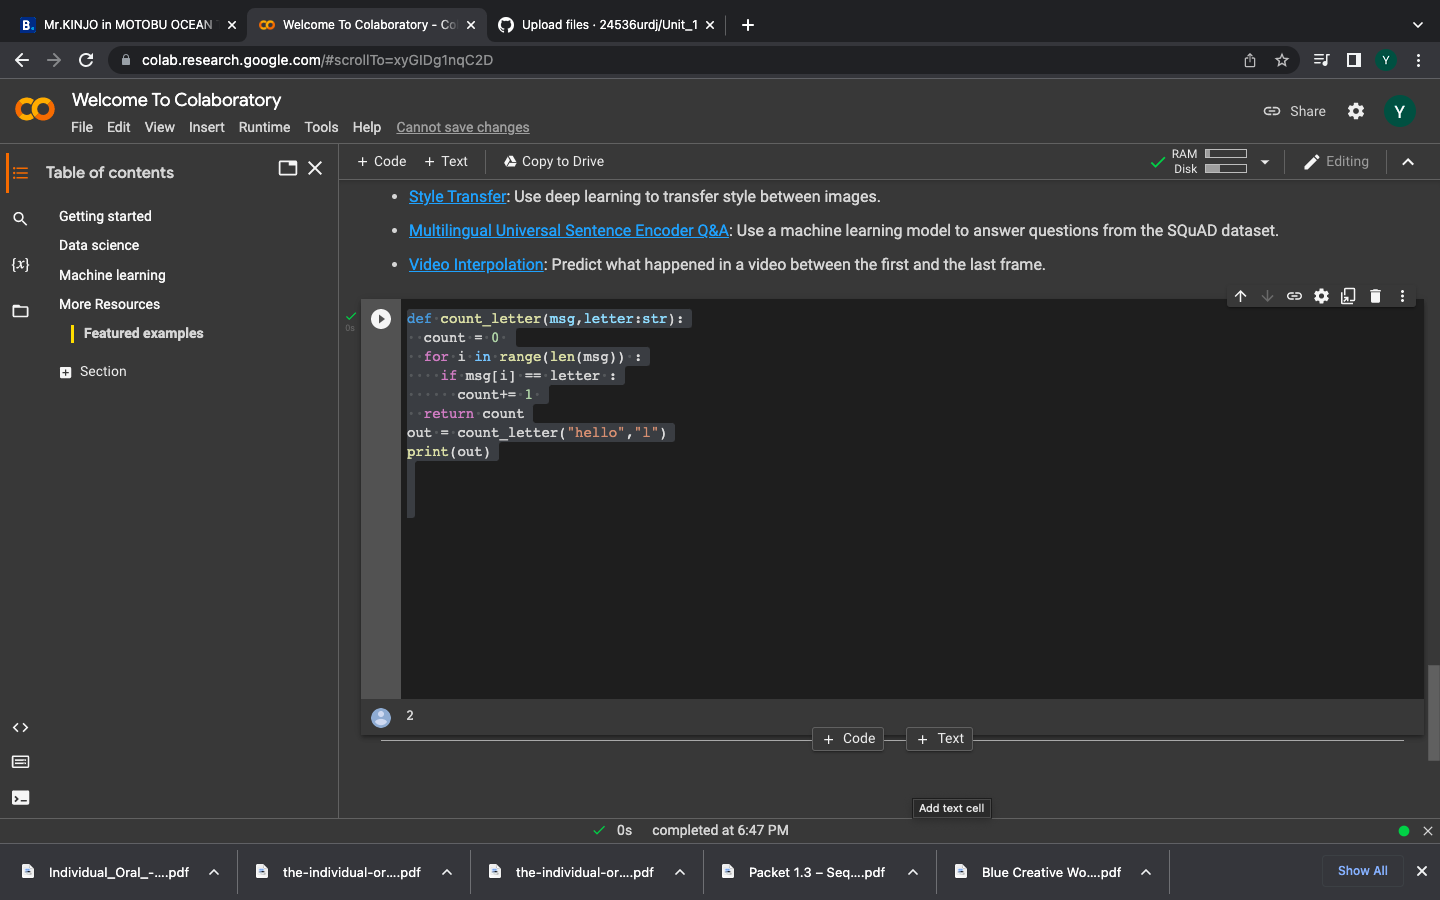 Mr.KINJO in MOTOBU OCEAN
Welcome To Colaboratory - Co
Upload files · 24536urdj/Unit_1
colab.research.google.com/#scrollTo=xyGIDg1nqC2D
Y
Welcome To Colaboratory
File Edit View Insert Runtime Tools Help Cannot save changes
Share
Y
Table of contents
Getting started
Data science
Machine learning
More Resources
Featured examples
Section
+ Code + Text Copy to Drive
RAM
Disk
Editing
• Style Transfer: Use deep learning to transfer style between images.
• Multilingual Universal Sentence Encoder Q&A: Use a machine learning model to answer questions from the SQuAD dataset.
• Video Interpolation: Predict what happened in a video between the first and the last frame.
0s
def count_letter(msg,letter:str):
  count = 0
  for i in range(len(msg)) :
    if msg[i] == letter :
      count+= 1
  return count
out = count_letter("hello","l")
print(out)
2
+ Code + Text
Add text cell
0s completed at 6:47 PM
Individual_Oral_-....pdf
the-individual-or....pdf
the-individual-or....pdf
Packet 1.3 – Seq....pdf
Blue Creative Wo....pdf
Show All